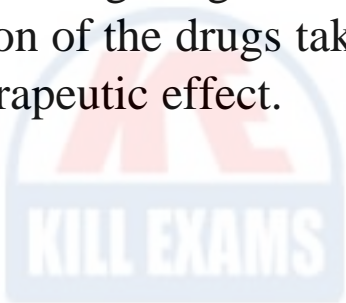 on of the drugs tak
rapeutic effect.
KILL EXAMS